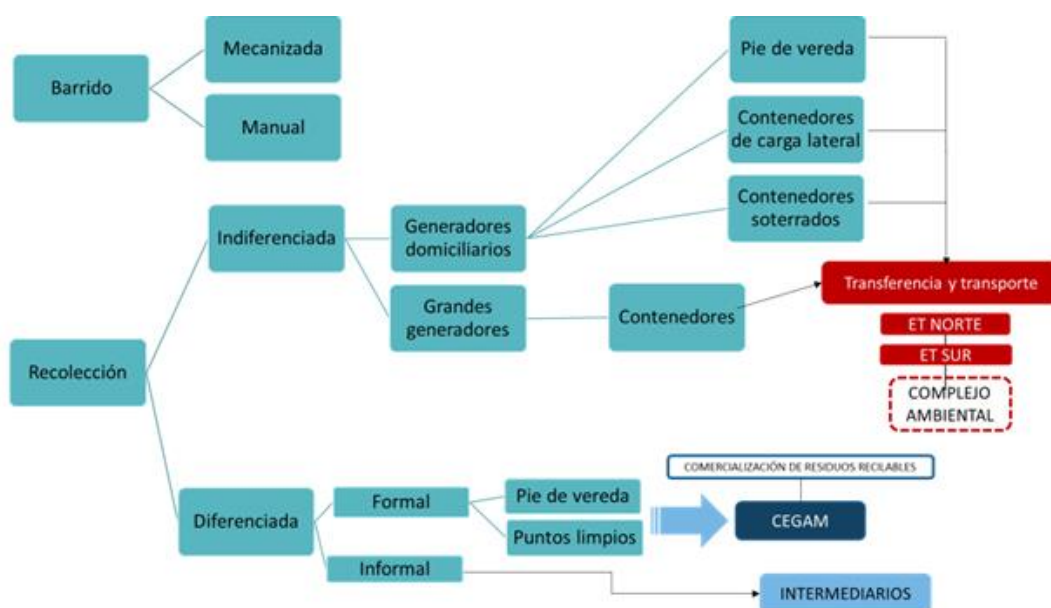 Barrido
Mecanizada
Manual
Recolección
Indiferenciada
Generadores
domiciliarios
Pie de vereda
Contenedores
de carga lateral
Contenedores
soterrados
Grandes
generadores
Contenedores
Transferencia y transporte
ET NORTE
ET SUR
COMPLEJO
AMBIENTAL
Diferenciada
Formal
Pie de vereda
Puntos limpios
COMERCIALIZACIÓN DE RESIDUOS RECILABLES
CEGAM
Informal
INTERMEDIARIOS